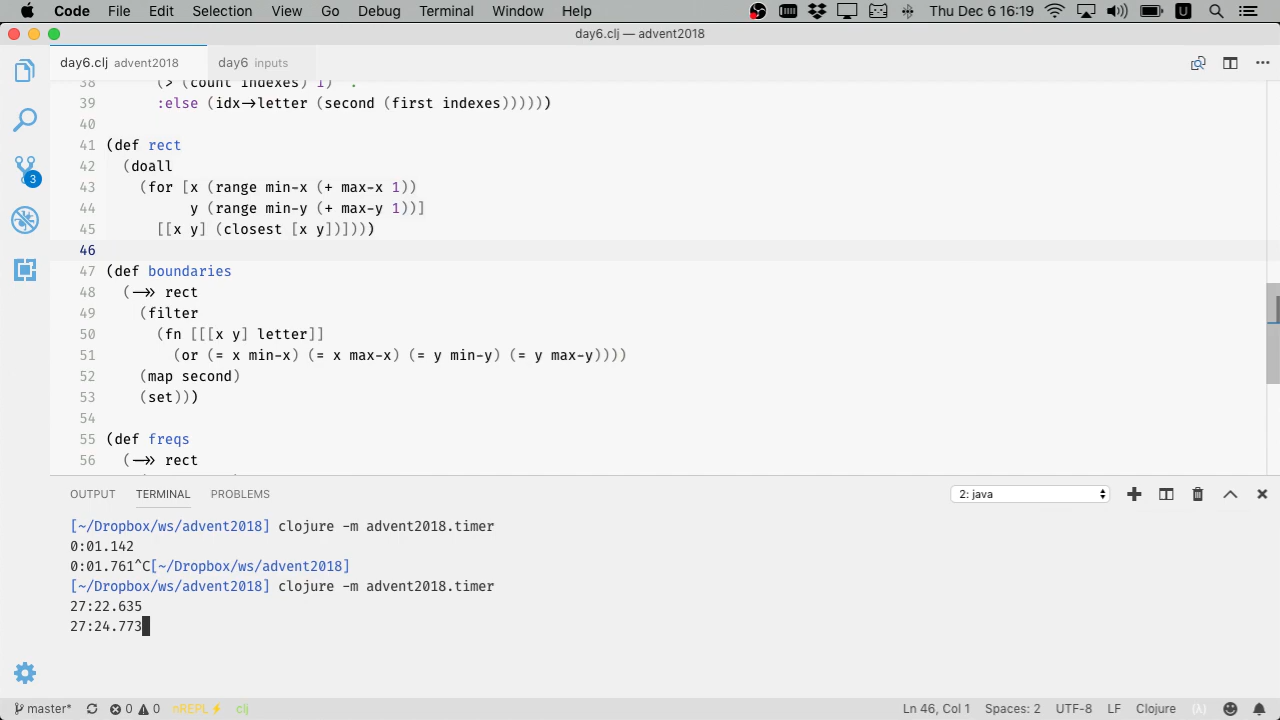 Code File Edit Selection View Go Debug Terminal Window Help Thu Dec 6 16:19 U
day6.clj — advent2018
day6.clj advent2018 day6 inputs
38 (> (count indexes) 1) "."
39 :else (idx->letter (second (first indexes))))))
40
41 (def rect
42 (doall
43 (for [x (range min-x (+ max-x 1))
44 y (range min-y (+ max-y 1))]
45 [[x y] (closest [x y])])))
46
47 (def boundaries
48 (->> rect
49 (filter
50 (fn [[[x y] letter]]
51 (or (= x min-x) (= x max-x) (= y min-y) (= y max-y))))
52 (map second)
53 (set)))
54
55 (def freqs
56 (->> rect
3
OUTPUT TERMINAL PROBLEMS 2: java
[~/Dropbox/ws/advent2018] clojure -m advent2018.timer
0:01.142
0:01.761^C[~/Dropbox/ws/advent2018]
[~/Dropbox/ws/advent2018] clojure -m advent2018.timer
27:22.635
27:24.773
master* 0 0 nREPL⚡ clj Ln 46, Col 1 Spaces: 2 UTF-8 LF Clojure (λ)